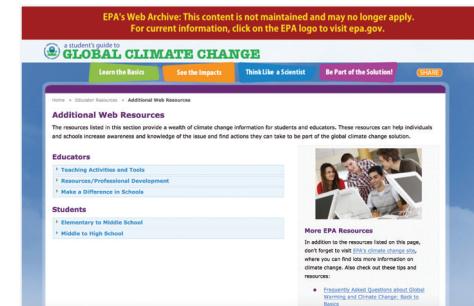 EPA's Web Archive: This content is not maintained and may no longer apply.
For current information, click on the EPA logo to visit epa.gov.
a student's guide to
GLOBAL CLIMATE CHANGE
Learn the Basics
See the Impacts
Think Like a Scientist
Be Part of the Solution!
SHARE
Home » Educator Resources » Additional Web Resources
Additional Web Resources
The resources listed in this section provide a wealth of climate change information for students and educators. These resources can help individuals
and schools increase awareness and knowledge of the issue and find actions they can take to be part of the global climate change solution.
Educators
Teaching Activities and Tools
Resources/Professional Development
Make a Difference in Schools
Students
Elementary to Middle School
Middle to High School
More EPA Resources
In addition to the resources listed on this page,
don't forget to visit EPA's climate change site,
where you can find lots more information on
climate change. Also check out these tips and
resources:
Frequently Asked Questions about Global
Warming and Climate Change: Back to
Basics